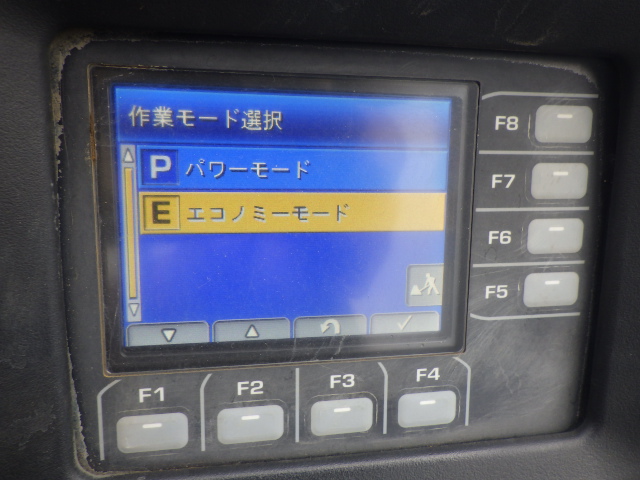 作業モード選択
P パワーモード
E エコノミーモード
F8
F7
F6
F5
F1 F2 F3 F4